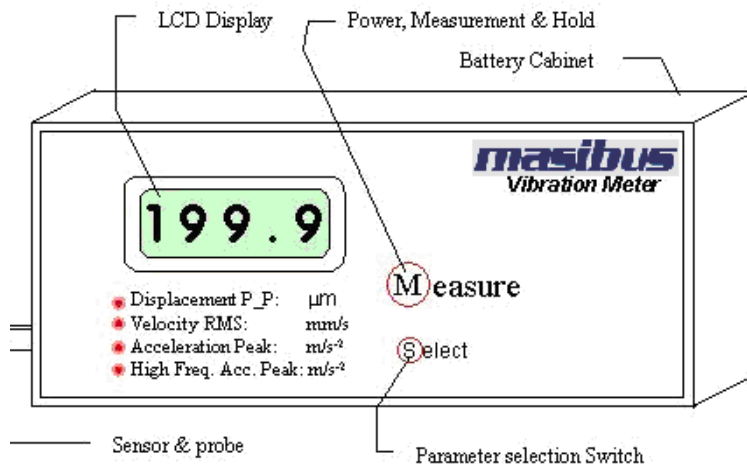 LCD Display
Power, Measurement & Hold
Battery Cabinet
masibus
Vibration Meter
199.9
Displacement P_P: μm
Measure
Velocity RMS: mm/s
Acceleration Peak: m/s-²
Select
High Freq. Acc. Peak: m/s-²
Sensor & probe
Parameter selection Switch